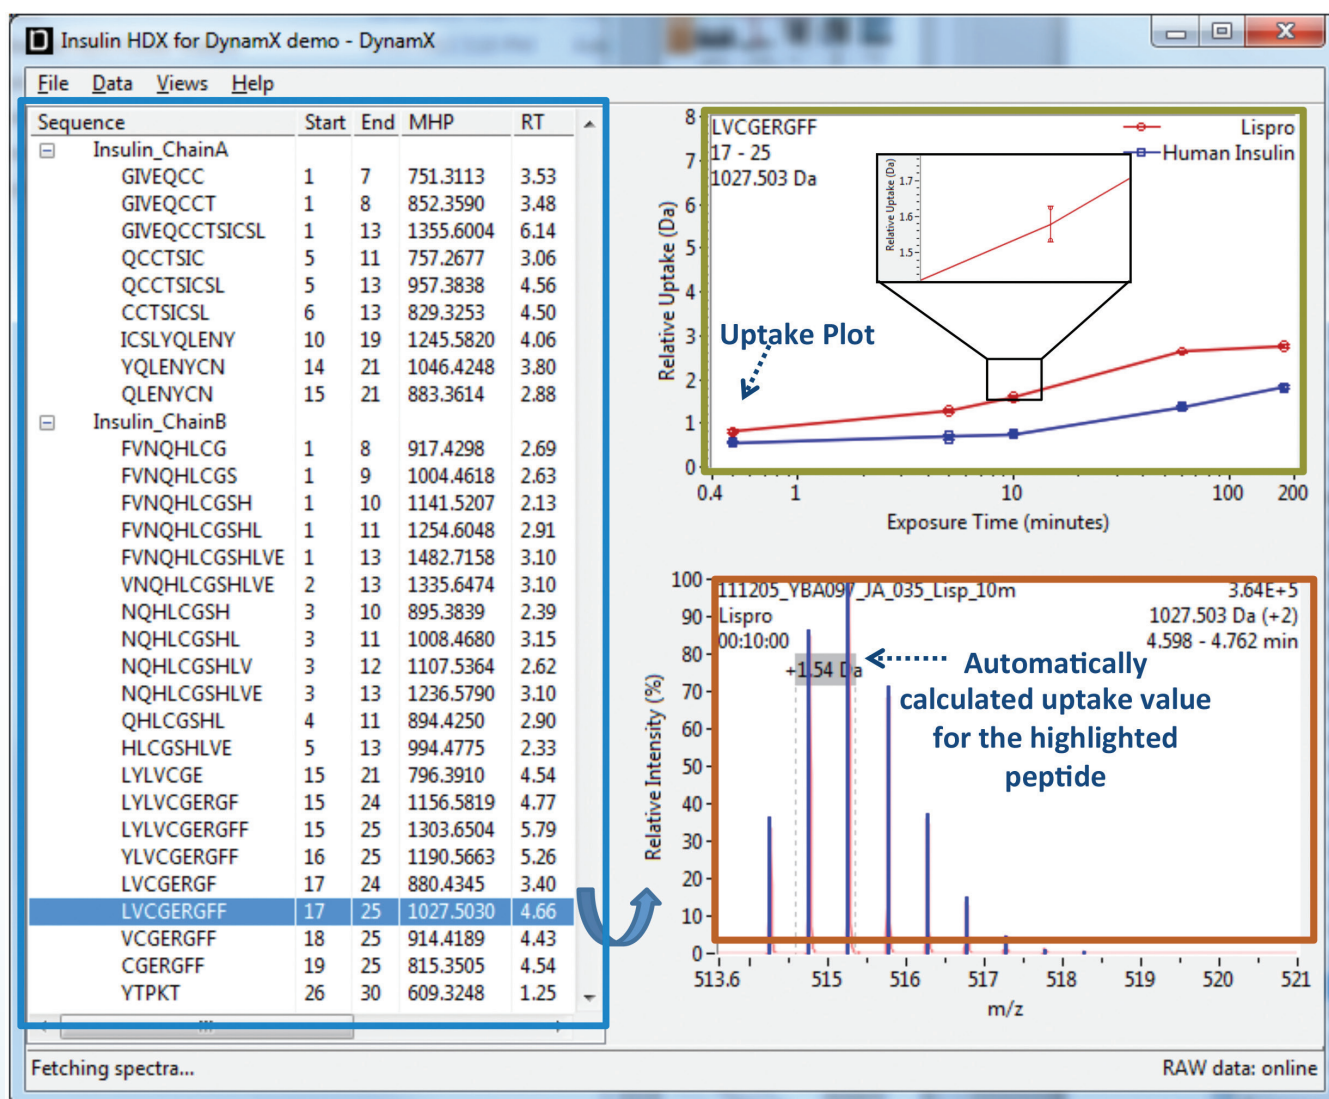 Insulin HDX for DynamX demo - DynamX
File Data Views Help
Sequence Start End MHP RT
Insulin_ChainA
GIVEQCC 1 7 751.3113 3.53
GIVEQCCT 1 8 852.3590 3.48
GIVEQCCTSICSL 1 13 1355.6004 6.14
QCCTSIC 5 11 757.2677 3.06
QCCTSICSL 5 13 957.3838 4.56
CCTSICSL 6 13 829.3253 4.50
ICSLYQLENY 10 19 1245.5820 4.06
YQLENYCN 14 21 1046.4248 3.80
QLENYCN 15 21 883.3614 2.88
Insulin_ChainB
FVNQHLCG 1 8 917.4298 2.69
FVNQHLCGS 1 9 1004.4618 2.63
FVNQHLCGSH 1 10 1141.5207 2.13
FVNQHLCGSHL 1 11 1254.6048 2.91
FVNQHLCGSHLVE 1 13 1482.7158 3.10
VNQHLCGSHLVE 2 13 1335.6474 3.10
NQHLCGSH 3 10 895.3839 2.39
NQHLCGSHL 3 11 1008.4680 3.15
NQHLCGSHLV 3 12 1107.5364 2.62
NQHLCGSHLVE 3 13 1236.5790 3.10
QHLCGSHL 4 11 894.4250 2.90
HLCGSHLVE 5 13 994.4775 2.33
LYLVCGE 15 21 796.3910 4.54
LYLVCGERGF 15 24 1156.5819 4.77
LYLVCGERGFF 15 25 1303.6504 5.79
YLVCGERGFF 16 25 1190.5663 5.26
LVCGERGF 17 24 880.4345 3.40
LVCGERGFF 17 25 1027.5030 4.66
VCGERGFF 18 25 914.4189 4.43
CGERGFF 19 25 815.3505 4.54
YTPKT 26 30 609.3248 1.25
Fetching spectra...
RAW data: online
LVCGERGFF
17 - 25
1027.503 Da
Lispro
Human Insulin
Relative Uptake (Da)
8
7
6
5
4
3
2
1
0
Relative Uptake (Da)
1.7
1.6
1.5
Uptake Plot
0.4 1 10 100 200
Exposure Time (minutes)
111205_YBA097_JA_035_Lisp_10m
Lispro
00:10:00
3.64E+5
1027.503 Da (+2)
4.598 - 4.762 min
+1.54 Da
Automatically
calculated uptake value
for the highlighted
peptide
Relative Intensity (%)
100
90
80
70
60
50
40
30
20
10
0
513.6 515 516 517 518 519 520 521
m/z